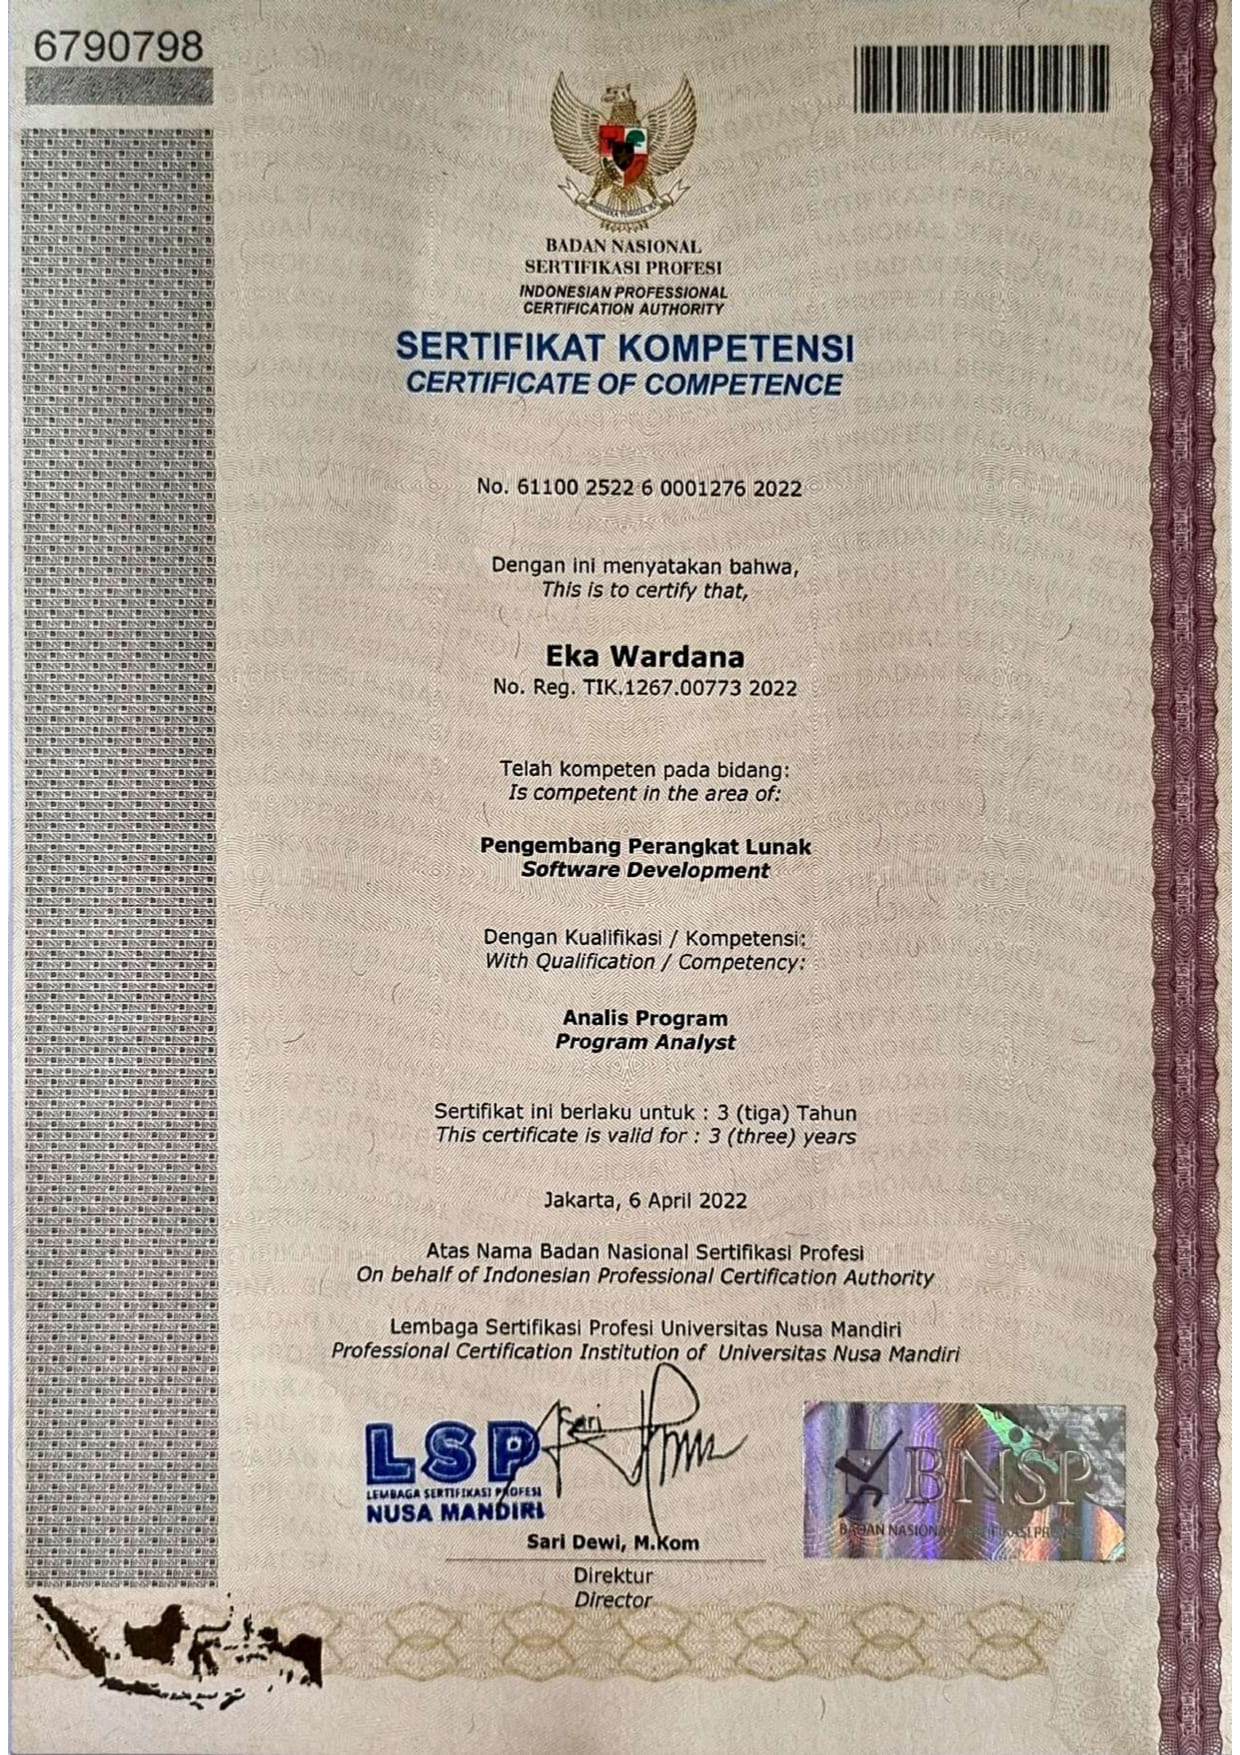 6790798
BADAN NASIONAL
SERTIFIKASI PROFESI
INDONESIAN PROFESSIONAL
CERTIFICATION AUTHORITY
SERTIFIKAT KOMPETENSI
CERTIFICATE OF COMPETENCE
No. 61100 2522 6 0001276 2022
Dengan ini menyatakan bahwa,
This is to certify that,
Eka Wardana
No. Reg. TIK.1267.00773 2022
Telah kompeten pada bidang:
Is competent in the area of:
Pengembang Perangkat Lunak
Software Development
Dengan Kualifikasi / Kompetensi:
With Qualification / Competency:
Analis Program
Program Analyst
Sertifikat ini berlaku untuk : 3 (tiga) Tahun
This certificate is valid for : 3 (three) years
Jakarta, 6 April 2022
Atas Nama Badan Nasional Sertifikasi Profesi
On behalf of Indonesian Professional Certification Authority
Lembaga Sertifikasi Profesi Universitas Nusa Mandiri
Professional Certification Institution of Universitas Nusa Mandiri
LSP
LEMBAGA SERTIFIKASI PROFESI
NUSA MANDIRI
BNSP
BADAN NASIONAL SERTIFIKASI PROFESI
Sari Dewi, M.Kom
Direktur
Director